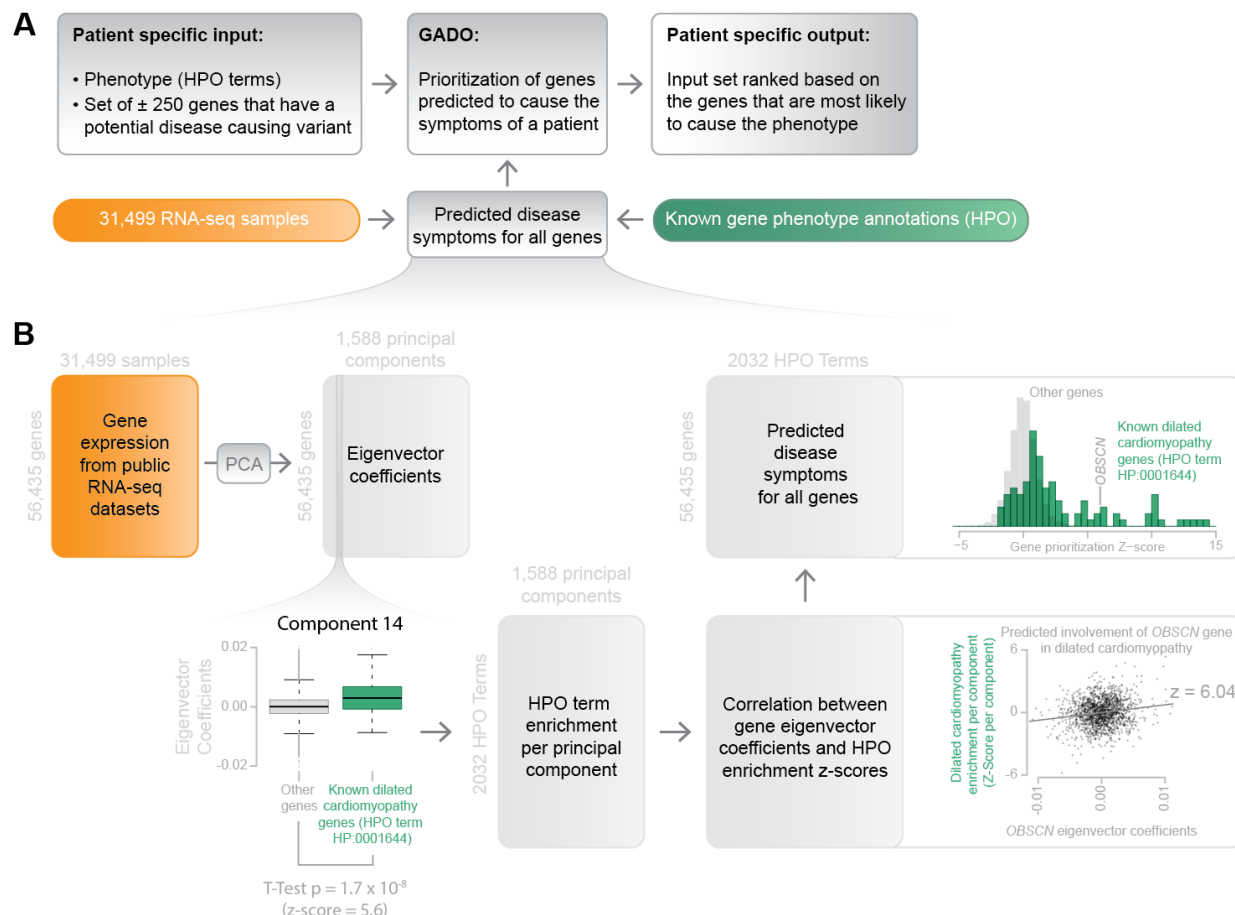 A
Patient specific input:
• Phenotype (HPO terms)
• Set of ± 250 genes that have a
potential disease causing variant
GADO:
Prioritization of genes
predicted to cause the
symptoms of a patient
Patient specific output:
Input set ranked based on
the genes that are most likely
to cause the phenotype
31,499 RNA-seq samples
Predicted disease
symptoms for all genes
Known gene phenotype annotations (HPO)
B
31,499 samples
56,435 genes
Gene
expression
from public
RNA-seq
datasets
PCA
1,588 principal
components
56,435 genes
Eigenvector
coefficients
2032 HPO Terms
56,435 genes
Predicted
disease
symptoms
for all genes
Other genes
OBSCN
Known dilated
cardiomyopathy
genes (HPO term
HP:0001644)
-5
15
Gene prioritization Z-score
Component 14
Eigenvector
Coefficients
0.02
0.00
-0.02
Other
genes
Known dilated
cardiomyopathy
genes (HPO term
HP:0001644)
T-Test p = 1.7 x 10⁻⁸
(z-score = 5.6)
1,588 principal
components
2032 HPO Terms
HPO term
enrichment
per principal
component
Correlation between
gene eigenvector
coefficients and HPO
enrichment z-scores
Predicted involvement of OBSCN gene
in dilated cardiomyopathy
Dilated cardiomyopathy
enrichment per component
(Z-Score per component)
6
0
-6
z = 6.04
-0.01
0.00
0.01
OBSCN eigenvector coefficients